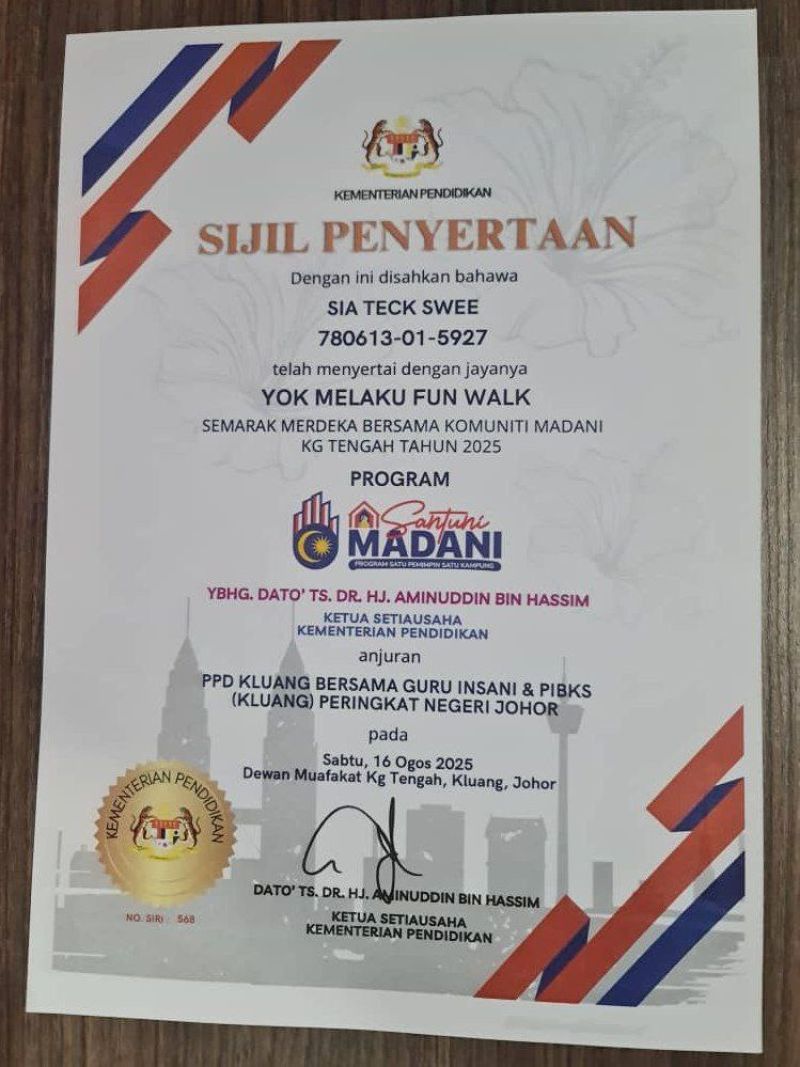 KEMENTERIAN PENDIDIKAN
SIJIL PENYERTAAN
Dengan ini disahkan bahawa
SIA TECK SWEE
780613-01-5927
telah menyertai dengan jayanya
YOK MELAKU FUN WALK
SEMARAK MERDEKA BERSAMA KOMUNITI MADANI
KG TENGAH TAHUN 2025
PROGRAM
Santuni
MADANI
PROGRAM SATU PEMIMPIN SATU KAMPUNG
YBHG. DATO' TS. DR. HJ. AMINUDDIN BIN HASSIM
KETUA SETIAUSAHA
KEMENTERIAN PENDIDIKAN
anjuran
PPD KLUANG BERSAMA GURU INSANI & PIBKS
(KLUANG) PERINGKAT NEGERI JOHOR
pada
Sabtu, 16 Ogos 2025
Dewan Muafakat Kg Tengah, Kluang, Johor
KEMENTERIAN PENDIDIKAN
NO. SIRI : 568
DATO' TS. DR. HJ. AMINUDDIN BIN HASSIM
KETUA SETIAUSAHA
KEMENTERIAN PENDIDIKAN